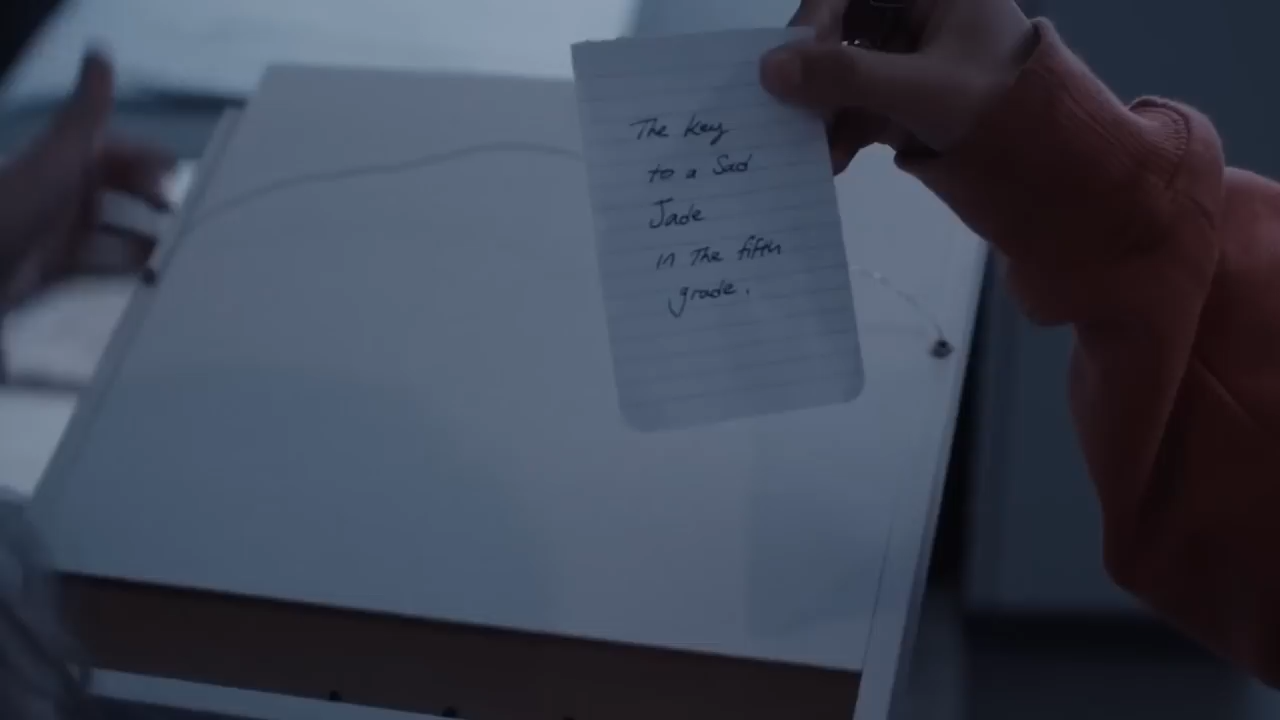 The key
to a Sad
Jade
in The fifth
grade.